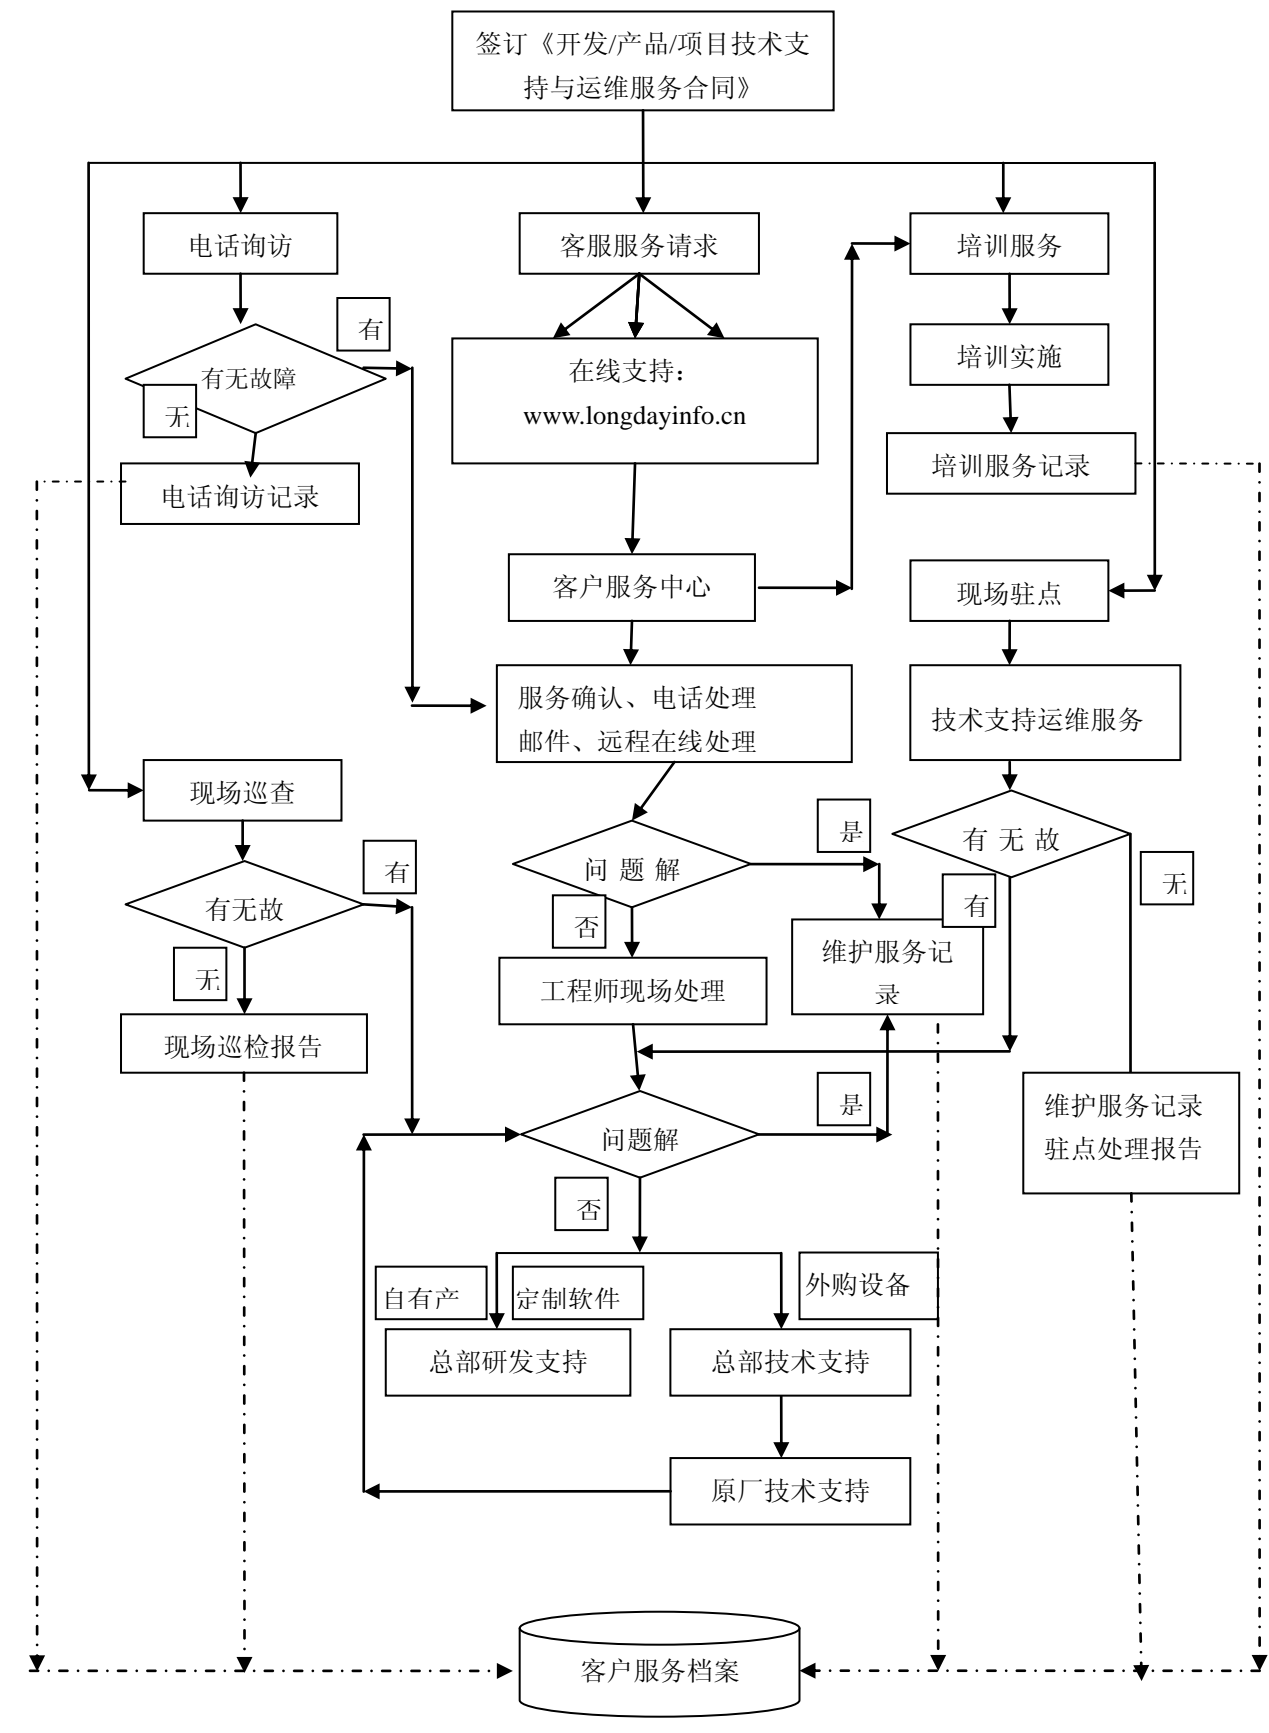 签订《开发/产品/项目技术支
持与运维服务合同》
电话询访
客服服务请求
培训服务
有
有无故障
无
在线支持：
www.longdayinfo.cn
培训实施
电话询访记录
培训服务记录
客户服务中心
现场驻点
服务确认、电话处理
邮件、远程在线处理
技术支持运维服务
现场巡查
是
有 无 故
问 题 解
有
无
有无故
有
否
维护服务记
录
无
工程师现场处理
现场巡检报告
是
问题解
维护服务记录
驻点处理报告
否
自有产
定制软件
外购设备
总部研发支持
总部技术支持
原厂技术支持
客户服务档案